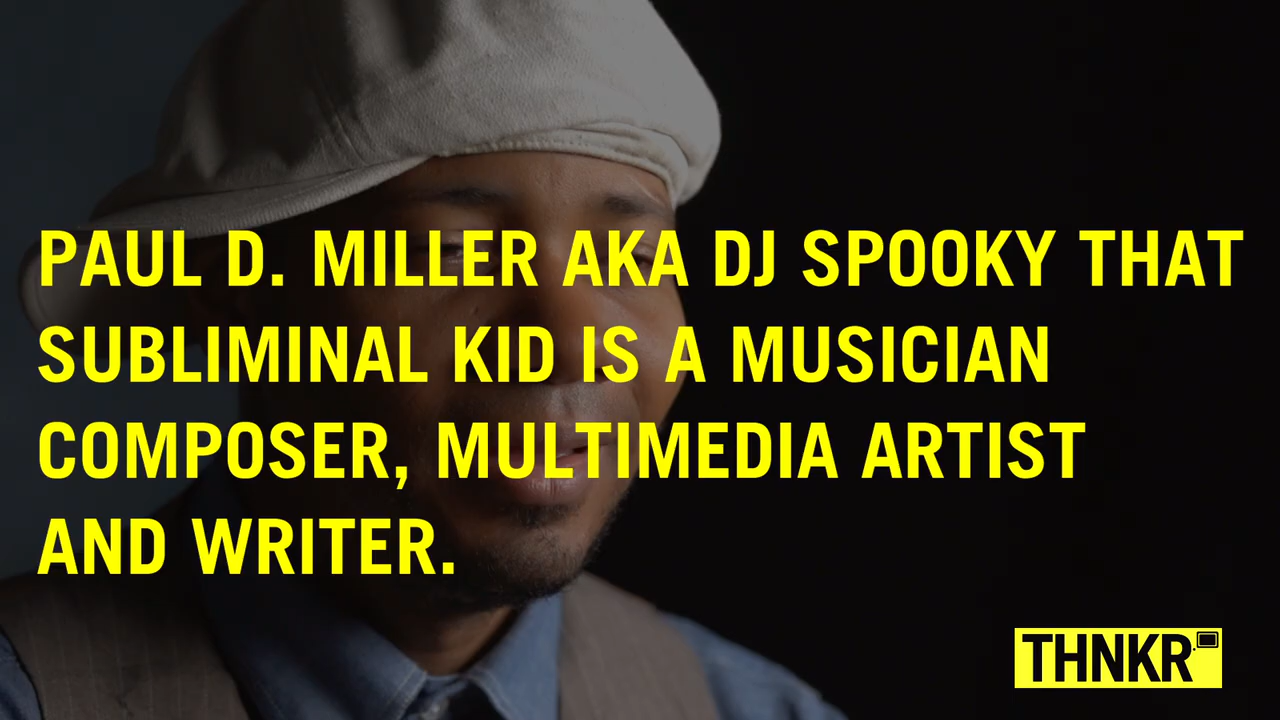 PAUL D. MILLER AKA DJ SPOOKY THAT
SUBLIMINAL KID IS A MUSICIAN
COMPOSER, MULTIMEDIA ARTIST
AND WRITER.
THNKR